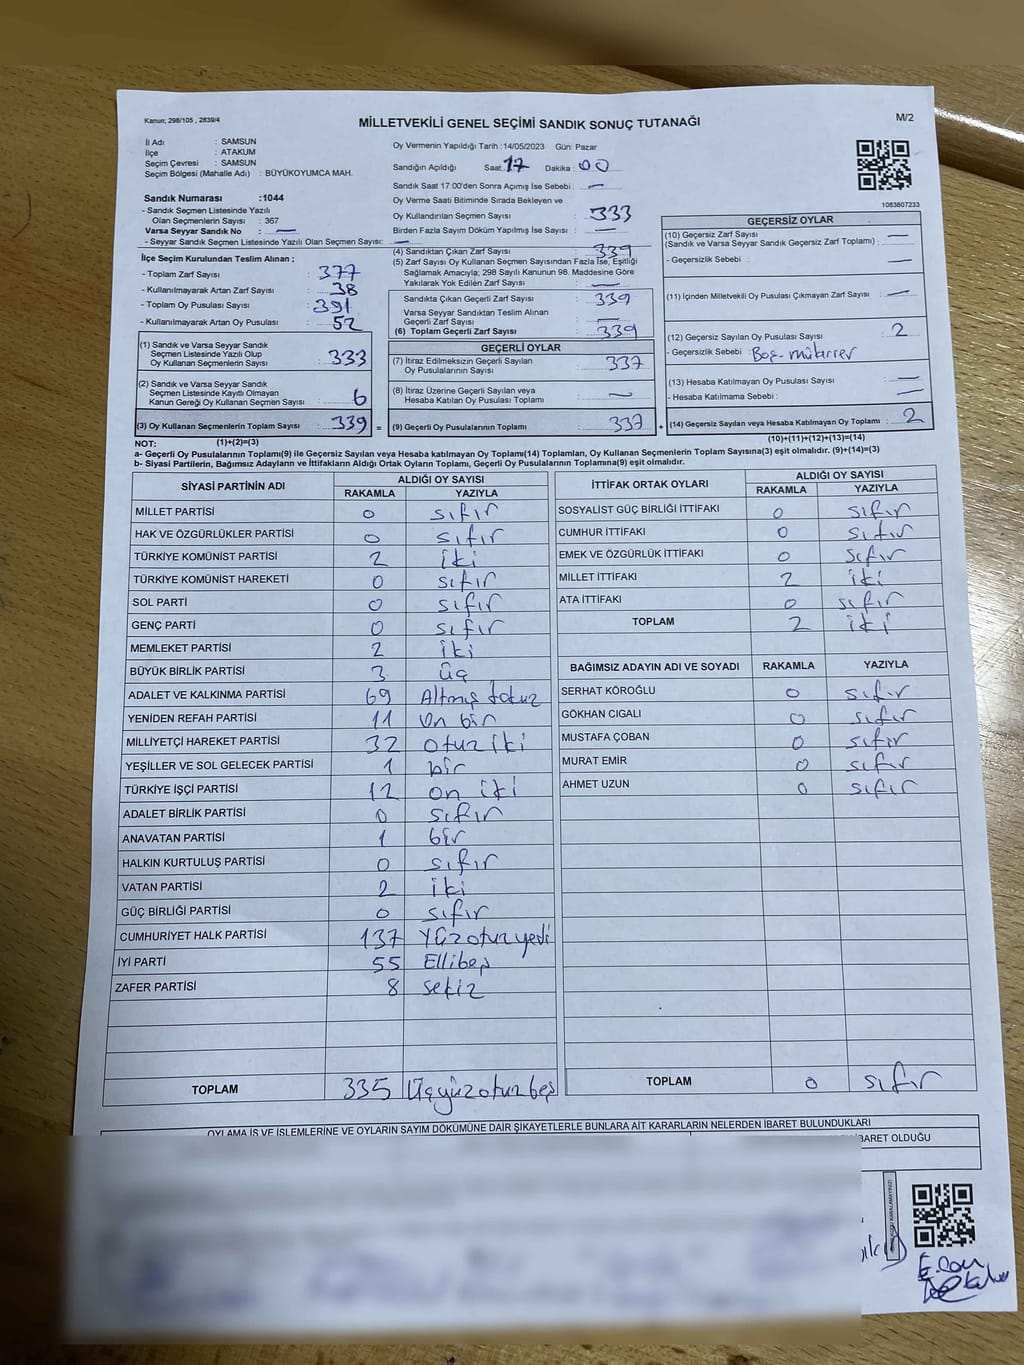 Kanun; 298/105 , 2839/4
MİLLETVEKİLİ GENEL SEÇİMİ SANDIK SONUÇ TUTANAĞI
M/2
İl Adı : SAMSUN
İlçe : ATAKUM
Seçim Çevresi : SAMSUN
Seçim Bölgesi (Mahalle Adı) : BÜYÜKOYUMCA MAH.
Sandık Numarası :1044
- Sandık Seçmen Listesinde Yazılı
Olan Seçmenlerin Sayısı : 367
Varsa Seyyar Sandık No : —
- Seyyar Sandık Seçmen Listesinde Yazılı Olan Seçmen Sayısı: —
İlçe Seçim Kurulundan Teslim Alınan ;
- Toplam Zarf Sayısı : 377
- Kullanılmayarak Artan Zarf Sayısı : 38
- Toplam Oy Pusulası Sayısı : 391
- Kullanılmayarak Artan Oy Pusulası : 52
(1) Sandık ve Varsa Seyyar Sandık
Seçmen Listesinde Yazılı Olup
Oy Kullanan Seçmenlerin Sayısı : 333
(2) Sandık ve Varsa Seyyar Sandık
Seçmen Listesinde Kayıtlı Olmayan
Kanun Gereği Oy Kullanan Seçmen Sayısı : 6
(3) Oy Kullanan Seçmenlerin Toplam Sayısı : 339 =
Oy Vermenin Yapıldığı Tarih : 14/05/2023 Gün: Pazar
Sandığın Açıldığı Saat : 17 Dakika : 00
Sandık Saat 17:00'den Sonra Açımış İse Sebebi : —
Oy Verme Saati Bitiminde Sırada Bekleyen ve
Oy Kullandırılan Seçmen Sayısı : 333
Birden Fazla Sayım Döküm Yapılmış İse Sayısı : —
(4) Sandıktan Çıkan Zarf Sayısı : 339
(5) Zarf Sayısı Oy Kullanan Seçmen Sayısından Fazla İse, Eşitliği
Sağlamak Amacıyla; 298 Sayılı Kanunun 98. Maddesine Göre
Yakılarak Yok Edilen Zarf Sayısı : —
Sandıkta Çıkan Geçerli Zarf Sayısı : 339
Varsa Seyyar Sandıktan Teslim Alınan
Geçerli Zarf Sayısı : —
(6) Toplam Geçerli Zarf Sayısı : 339
GEÇERLİ OYLAR
(7) İtiraz Edilmeksizin Geçerli Sayılan
Oy Pusulalarının Sayısı : 337
(8) İtiraz Üzerine Geçerli Sayılan veya
Hesaba Katılan Oy Pusulası Toplamı : —
(9) Geçerli Oy Pusulalarının Toplamı : 337 +
1083607233
GEÇERSİZ OYLAR
(10) Geçersiz Zarf Sayısı : —
(Sandık ve Varsa Seyyar Sandık Geçersiz Zarf Toplamı) :
- Geçersizlik Sebebi : —
(11) İçinden Milletvekili Oy Pusulası Çıkmayan Zarf Sayısı : —
(12) Geçersiz Sayılan Oy Pusulası Sayısı : 2
- Geçersizlik Sebebi : Boş - mükerrer
(13) Hesaba Katılmayan Oy Pusulası Sayısı : —
- Hesaba Katılmama Sebebi : —
(14) Geçersiz Sayılan veya Hesaba Katılmayan Oy Toplamı : 2
NOT: (1)+(2)=(3) (10)+(11)+(12)+(13)=(14)
a- Geçerli Oy Pusulalarının Toplamı(9) ile Geçersiz Sayılan veya Hesaba Katılmayan Oy Toplamı(14) Toplamları, Oy Kullanan Seçmenlerin Toplam Sayısına(3) eşit olmalıdır. (9)+(14)=(3)
b- Siyasi Partilerin, Bağımsız Adayların ve İttifakların Aldığı Ortak Oyların Toplamı, Geçerli Oy Pusulalarının Toplamına(9) eşit olmalıdır.
SİYASİ PARTİNİN ADI ALDIĞI OY SAYISI
RAKAMLA YAZIYLA
MİLLET PARTİSİ 0 sıfır
HAK VE ÖZGÜRLÜKLER PARTİSİ 0 sıfır
TÜRKİYE KOMÜNİST PARTİSİ 2 iki
TÜRKİYE KOMÜNİST HAREKETİ 0 sıfır
SOL PARTİ 0 sıfır
GENÇ PARTİ 0 sıfır
MEMLEKET PARTİSİ 2 iki
BÜYÜK BİRLİK PARTİSİ 3 üç
ADALET VE KALKINMA PARTİSİ 69 Altmış dokuz
YENİDEN REFAH PARTİSİ 11 On bir
MİLLİYETÇİ HAREKET PARTİSİ 32 otuz iki
YEŞİLLER VE SOL GELECEK PARTİSİ 1 bir
TÜRKİYE İŞÇİ PARTİSİ 12 on iki
ADALET BİRLİK PARTİSİ 0 sıfır
ANAVATAN PARTİSİ 1 bir
HALKIN KURTULUŞ PARTİSİ 0 sıfır
VATAN PARTİSİ 2 iki
GÜÇ BİRLİĞİ PARTİSİ 0 sıfır
CUMHURİYET HALK PARTİSİ 137 Yüzotuzyedi
İYİ PARTİ 55 Ellibeş
ZAFER PARTİSİ 8 sekiz
TOPLAM 335 Üçyüzotuzbeş
İTTİFAK ORTAK OYLARI ALDIĞI OY SAYISI
RAKAMLA YAZIYLA
SOSYALİST GÜÇ BİRLİĞİ İTTİFAKI 0 sıfır
CUMHUR İTTİFAKI 0 sıfır
EMEK VE ÖZGÜRLÜK İTTİFAKI 0 sıfır
MİLLET İTTİFAKI 2 iki
ATA İTTİFAKI 0 sıfır
TOPLAM 2 iki
BAĞIMSIZ ADAYIN ADI VE SOYADI RAKAMLA YAZIYLA
SERHAT KÖROĞLU 0 sıfır
GÖKHAN CIGALI 0 sıfır
MUSTAFA ÇOBAN 0 sıfır
MURAT EMİR 0 sıfır
AHMET UZUN 0 sıfır
TOPLAM 0 sıfır
OYLAMA İŞ VE İŞLEMLERİNE VE OYLARIN SAYIM DÖKÜMÜNE DAİR ŞİKAYETLERLE BUNLARA AİT KARARLARIN NELERDEN İBARET BULUNDUKLARI
İBARET OLDUĞU